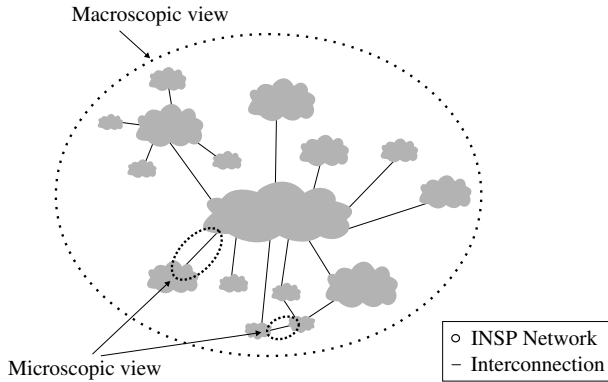 Macroscopic view
Microscopic view
INSP Network
Interconnection